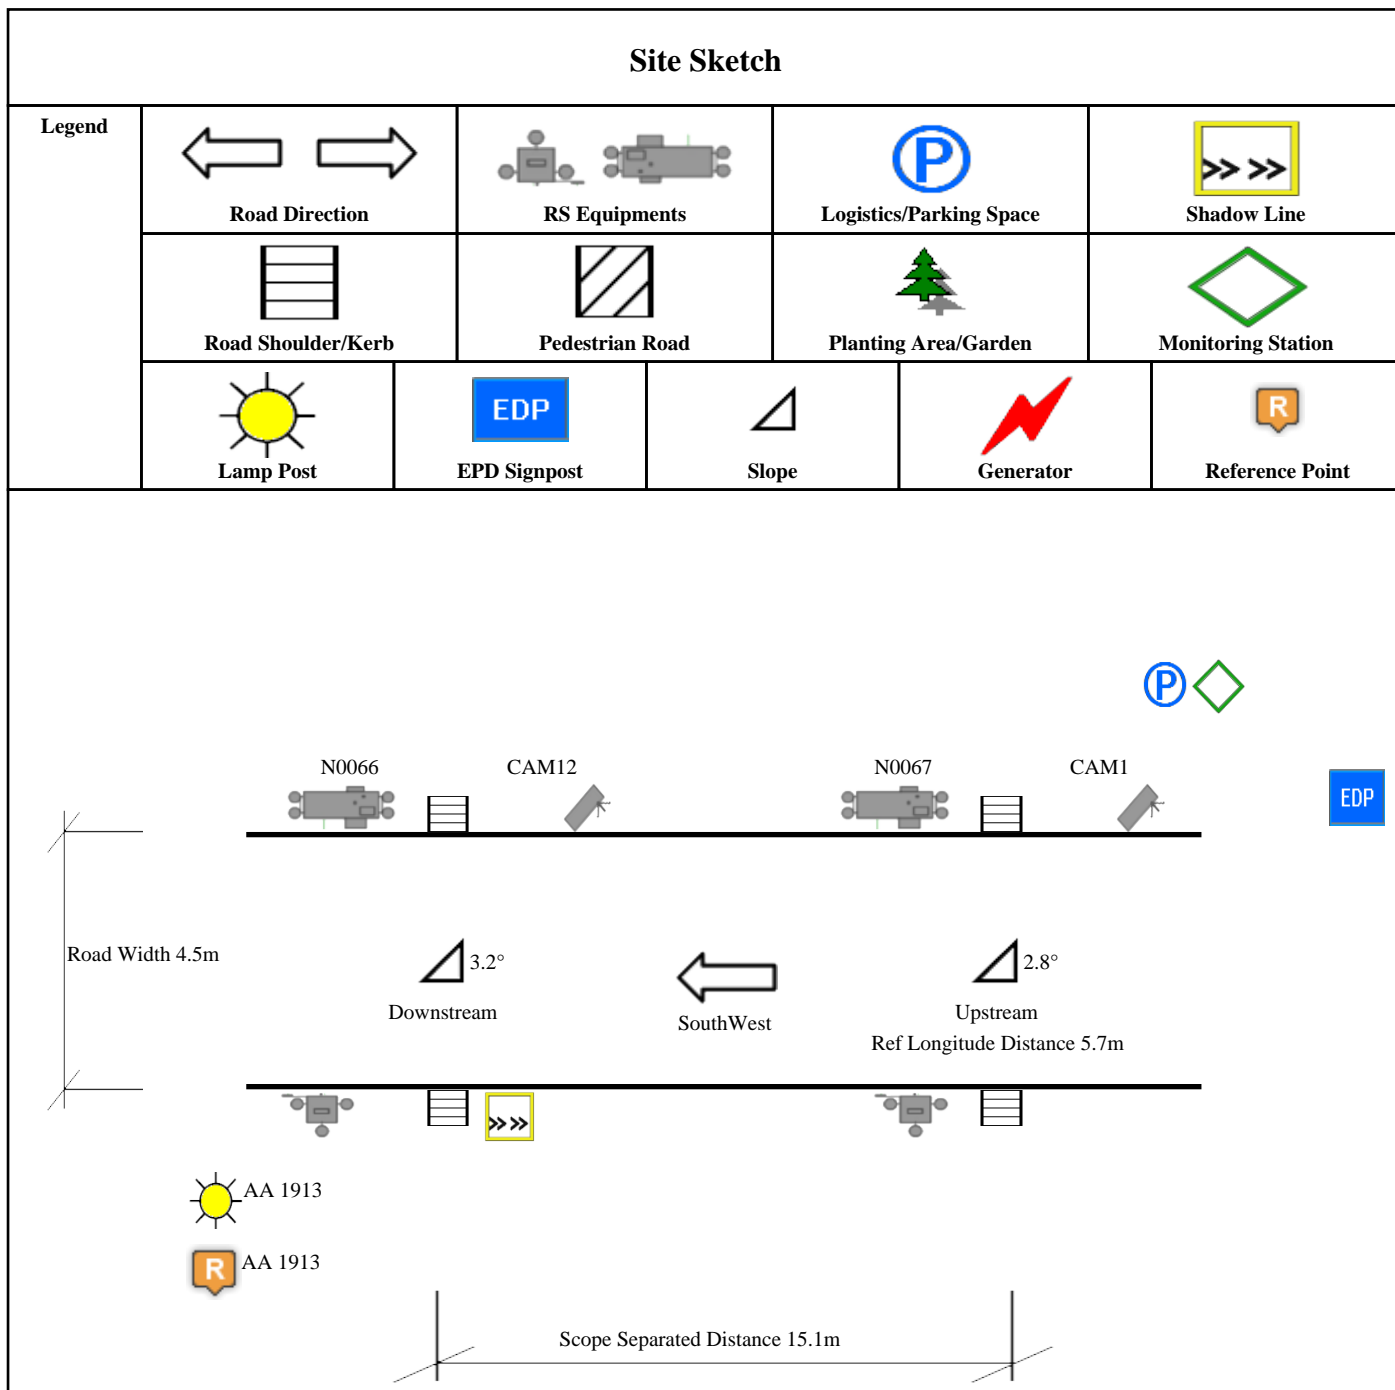 Site Sketch
Legend
Road Direction
RS Equipments
P
Logistics/Parking Space
Shadow Line
Road Shoulder/Kerb
Pedestrian Road
Planting Area/Garden
Monitoring Station
Lamp Post
EDP
EPD Signpost
Slope
Generator
R
Reference Point
P
N0066
CAM12
N0067
CAM1
EDP
Road Width 4.5m
3.2°
Downstream
SouthWest
2.8°
Upstream
Ref Longitude Distance 5.7m
AA 1913
R
AA 1913
Scope Separated Distance 15.1m